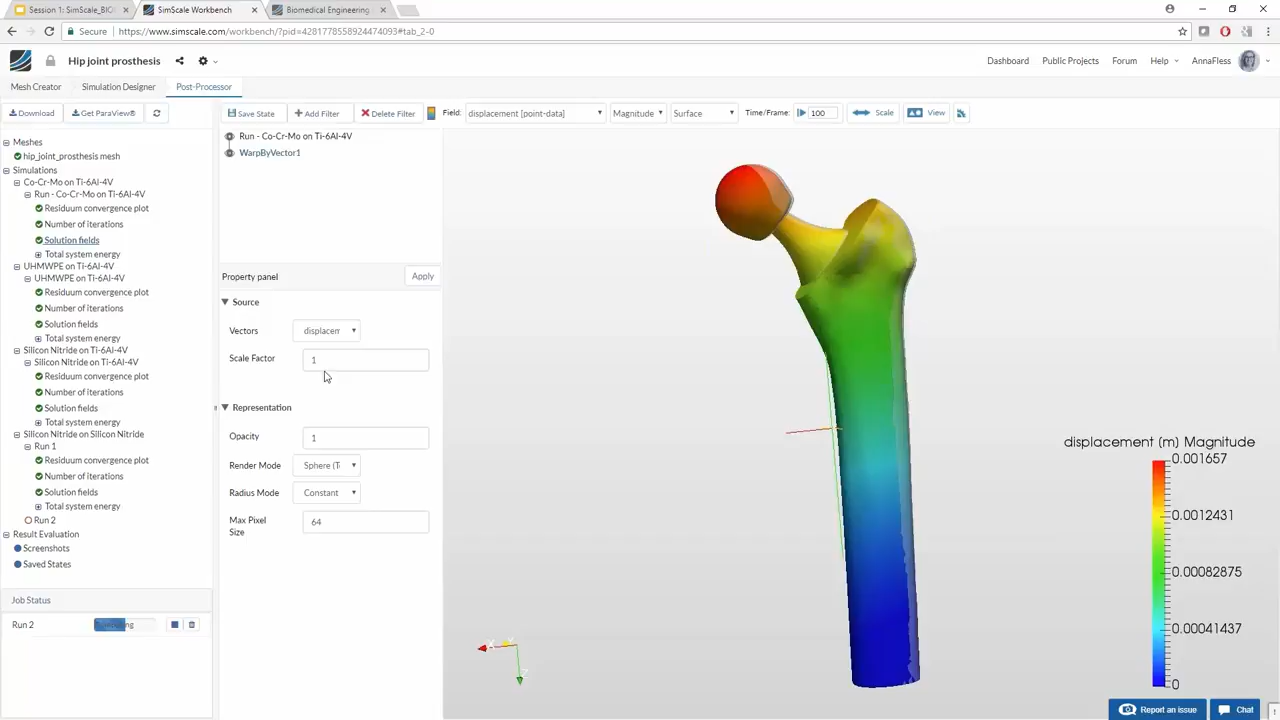 Session 1: SimScale_BIO
SimScale Workbench
Biomedical Engineering
Secure
https://www.simscale.com/workbench/?pid=4281778558924474093#tab_2-0
Hip joint prosthesis
Dashboard
Public Projects
Forum
Help
AnnaFless
Mesh Creator
Simulation Designer
Post-Processor
Download
Get ParaView®
Save State
Add Filter
Delete Filter
Field:
displacement [point-data]
Magnitude
Surface
Time/Frame:
100
Scale
View
Meshes
hip_joint_prosthesis mesh
Simulations
Co-Cr-Mo on Ti-6Al-4V
Run - Co-Cr-Mo on Ti-6Al-4V
Residuum convergence plot
Number of iterations
Solution fields
Total system energy
UHMWPE on Ti-6Al-4V
UHMWPE on Ti-6Al-4V
Residuum convergence plot
Number of iterations
Solution fields
Total system energy
Silicon Nitride on Ti-6Al-4V
Silicon Nitride on Ti-6Al-4V
Residuum convergence plot
Number of iterations
Solution fields
Total system energy
Silicon Nitride on Silicon Nitride
Run 1
Residuum convergence plot
Number of iterations
Solution fields
Total system energy
Run 2
Result Evaluation
Screenshots
Saved States
Job Status
Run 2
Run - Co-Cr-Mo on Ti-6Al-4V
WarpByVector1
Property panel
Apply
Source
Vectors
displacem
Scale Factor
1
Representation
Opacity
1
Render Mode
Sphere (T
Radius Mode
Constant
Max Pixel
Size
64
displacement [m] Magnitude
0.001657
0.0012431
0.00082875
0.00041437
0
Report an issue
Chat